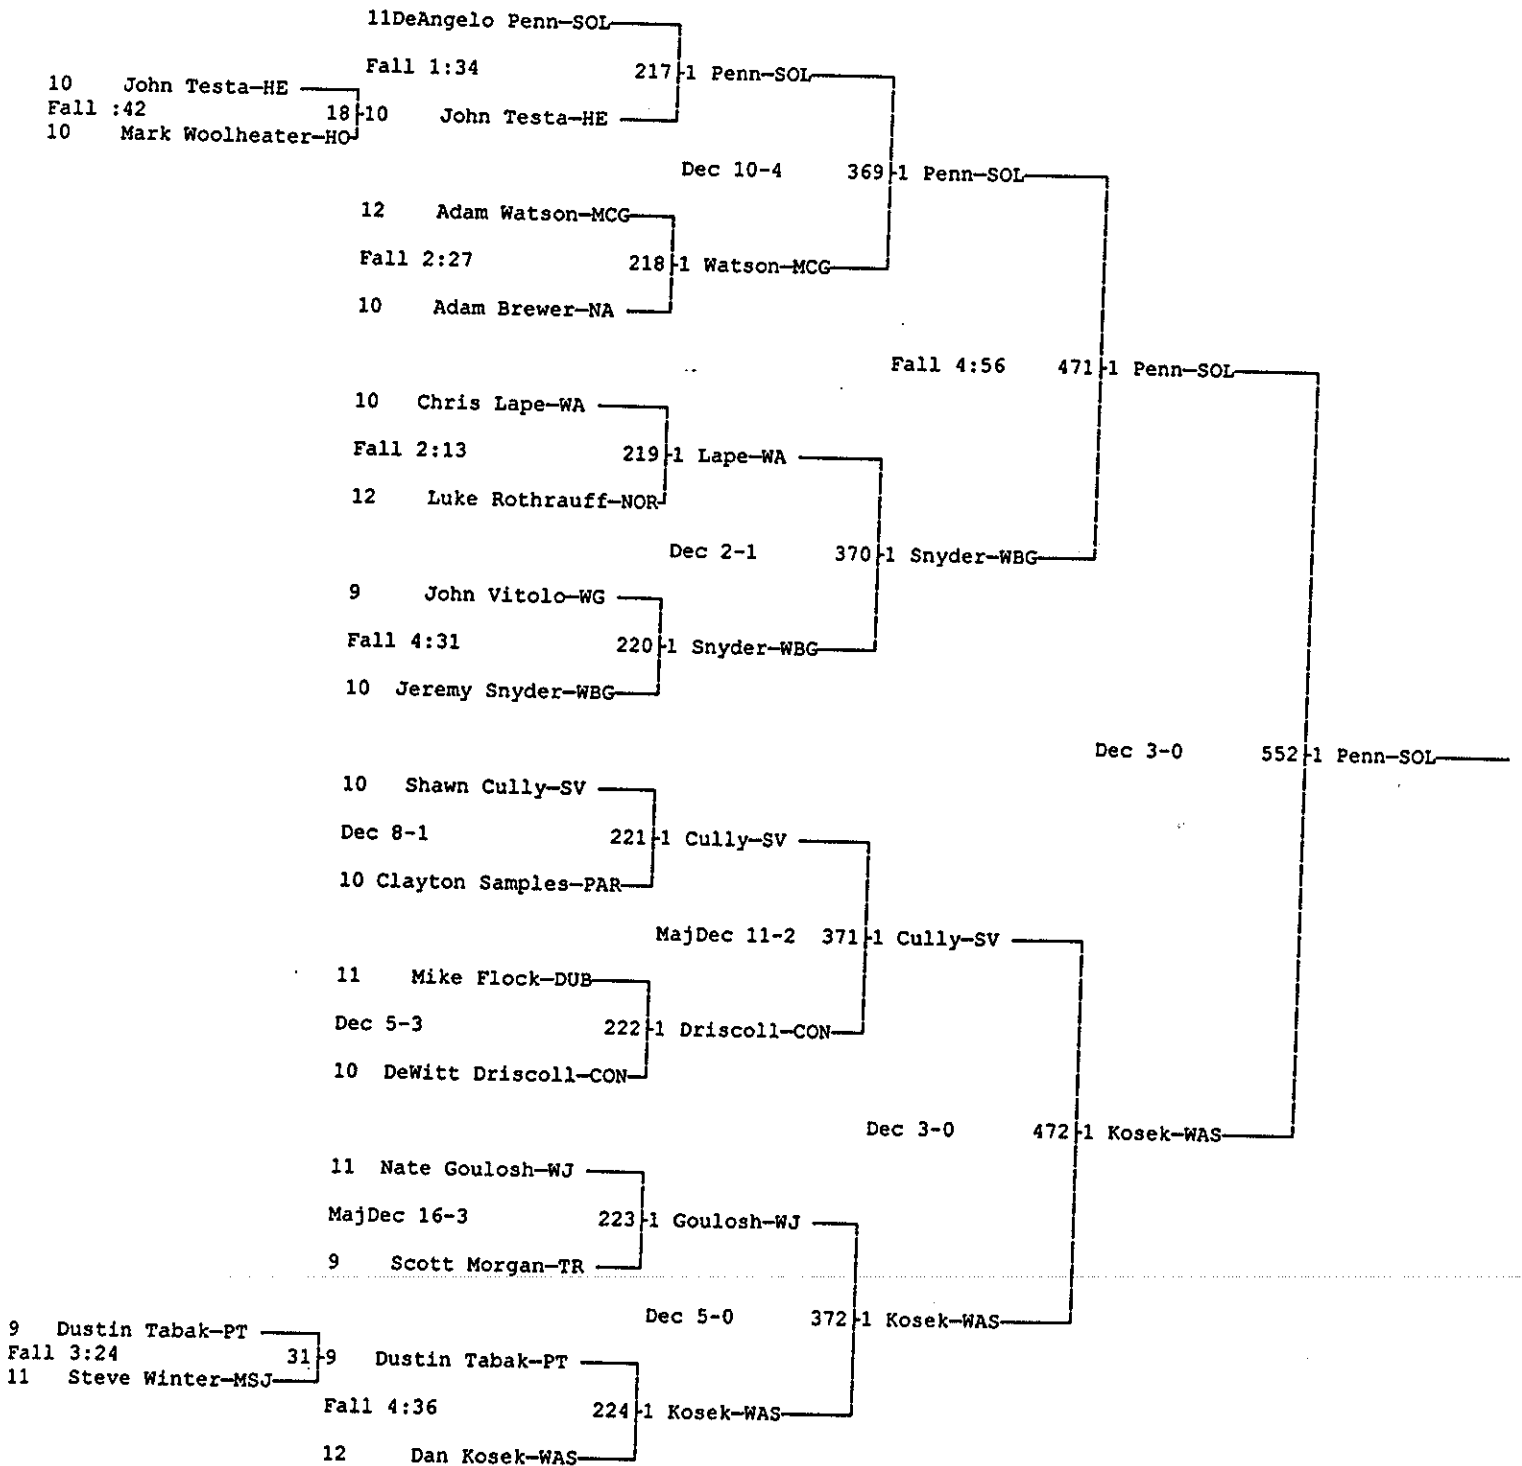 11DeAngelo Penn-SOL
Fall 1:34 217 1 Penn-SOL
10 John Testa-HE
Fall :42 18 10 John Testa-HE
10 Mark Woolheater-HO
Dec 10-4 369 1 Penn-SOL
12 Adam Watson-MCG
Fall 2:27 218 1 Watson-MCG
10 Adam Brewer-NA
Fall 4:56 471 1 Penn-SOL
10 Chris Lape-WA
Fall 2:13 219 1 Lape-WA
12 Luke Rothrauff-NOR
Dec 2-1 370 1 Snyder-WBG
9 John Vitolo-WG
Fall 4:31 220 1 Snyder-WBG
10 Jeremy Snyder-WBG
Dec 3-0 552 1 Penn-SOL
10 Shawn Cully-SV
Dec 8-1 221 1 Cully-SV
10 Clayton Samples-PAR
MajDec 11-2 371 1 Cully-SV
11 Mike Flock-DUB
Dec 5-3 222 1 Driscoll-CON
10 DeWitt Driscoll-CON
Dec 3-0 472 1 Kosek-WAS
11 Nate Goulosh-WJ
MajDec 16-3 223 1 Goulosh-WJ
9 Scott Morgan-TR
Dec 5-0 372 1 Kosek-WAS
9 Dustin Tabak-PT
Fall 3:24 31 9 Dustin Tabak-PT
11 Steve Winter-MSJ
Fall 4:36 224 1 Kosek-WAS
12 Dan Kosek-WAS